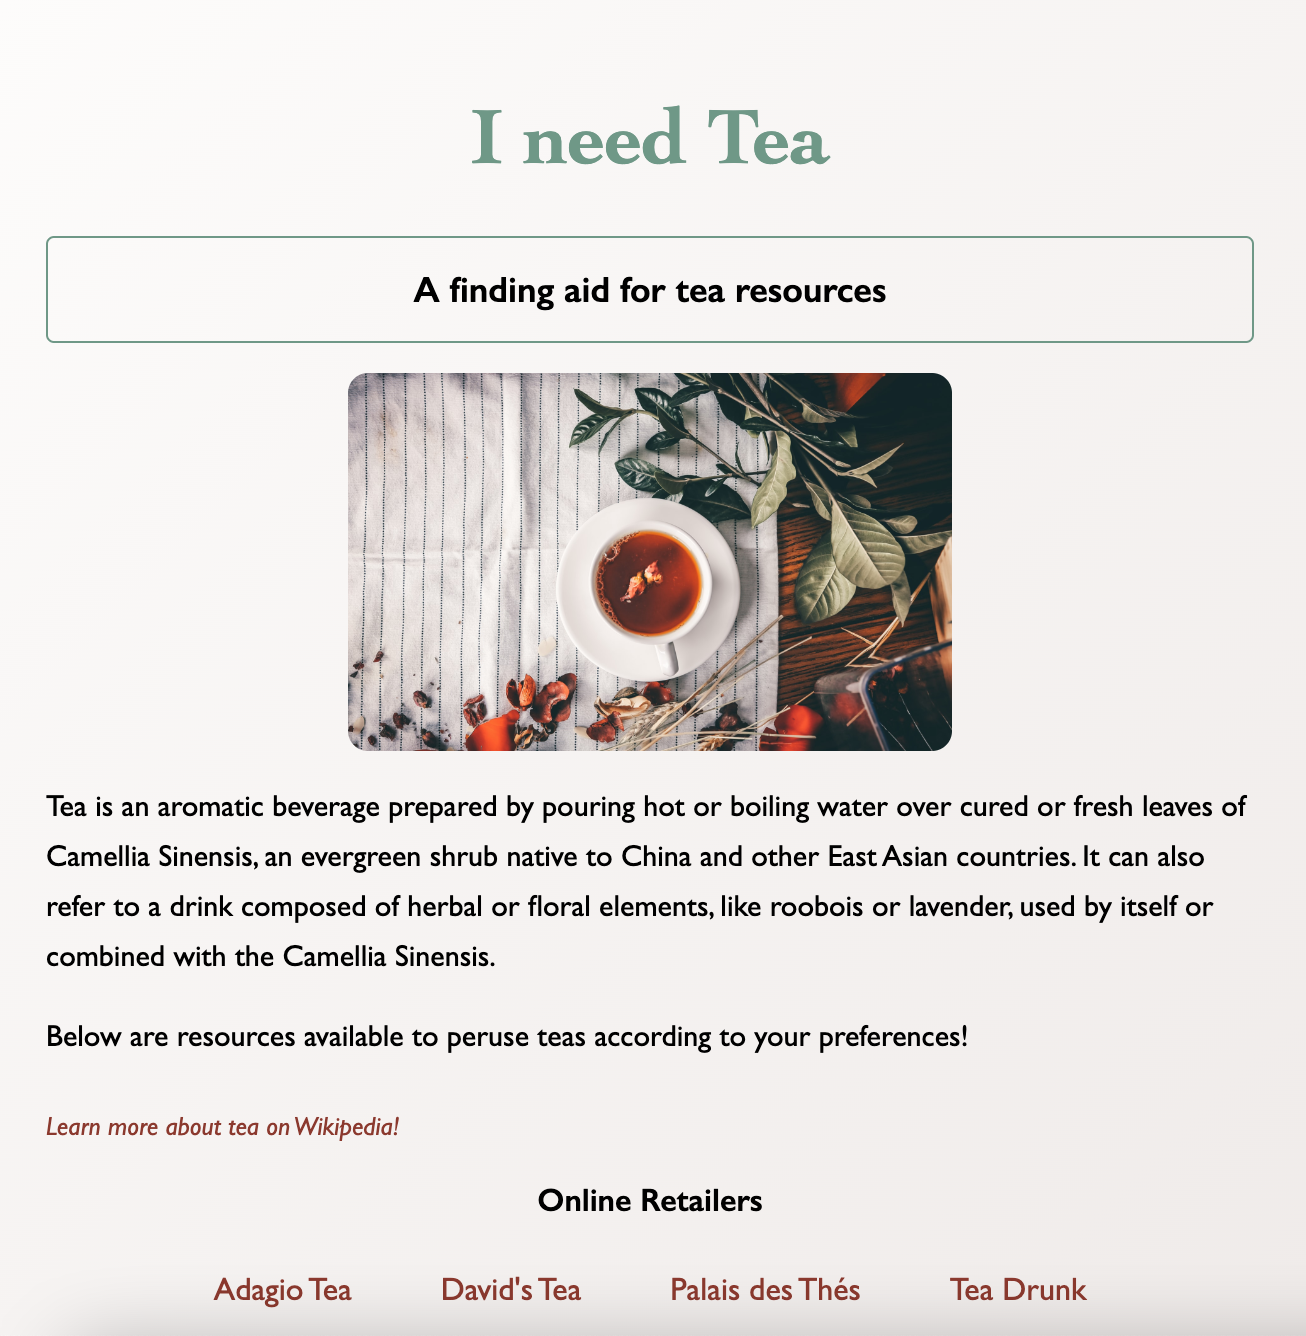 I need Tea
A finding aid for tea resources
Tea is an aromatic beverage prepared by pouring hot or boiling water over cured or fresh leaves of
Camellia Sinensis, an evergreen shrub native to China and other East Asian countries. It can also
refer to a drink composed of herbal or floral elements, like roobois or lavender, used by itself or
combined with the Camellia Sinensis.
Below are resources available to peruse teas according to your preferences!
Learn more about tea on Wikipedia!
Online Retailers
Adagio Tea David's Tea Palais des Thés Tea Drunk